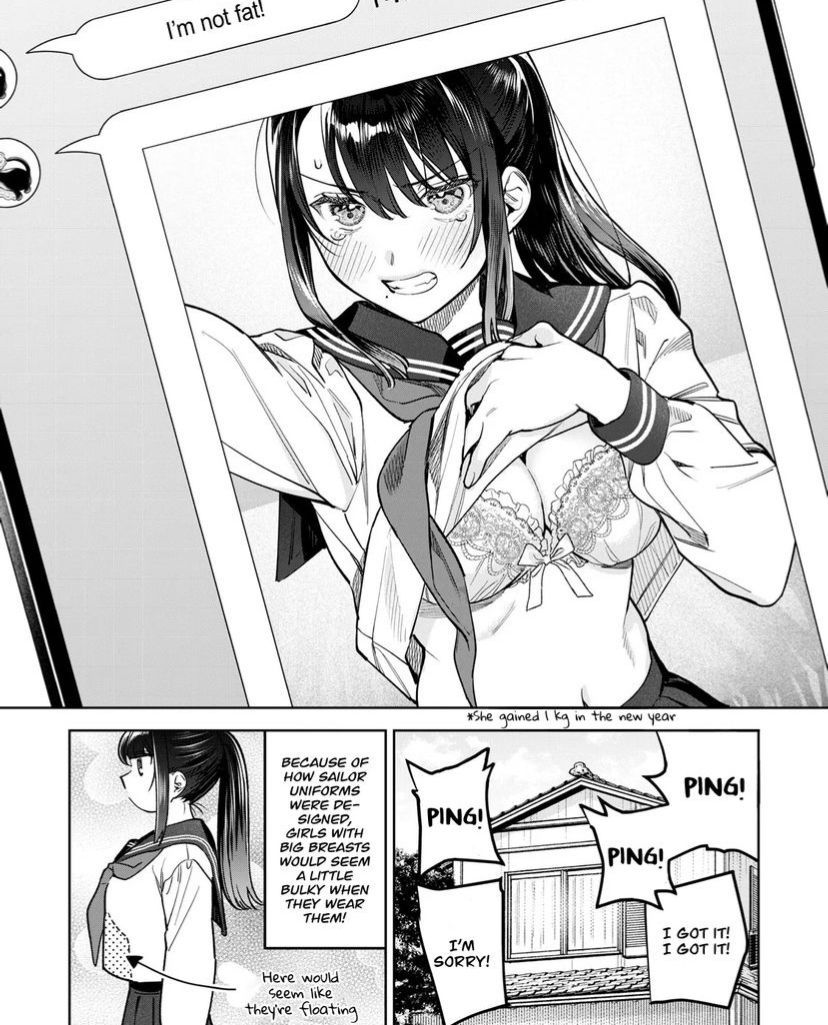 I'm not fat!
*She gained 1 kg in the new year
PING!
PING!
PING!
I GOT IT!
I GOT IT!
I'M
SORRY!
BECAUSE OF
HOW SAILOR
UNIFORMS
WERE DE-
SIGNED,
GIRLS WITH
BIG BREASTS
WOULD SEEM
A LITTLE
BULKY WHEN
THEY WEAR
THEM!
Here would
seem like
they're floating